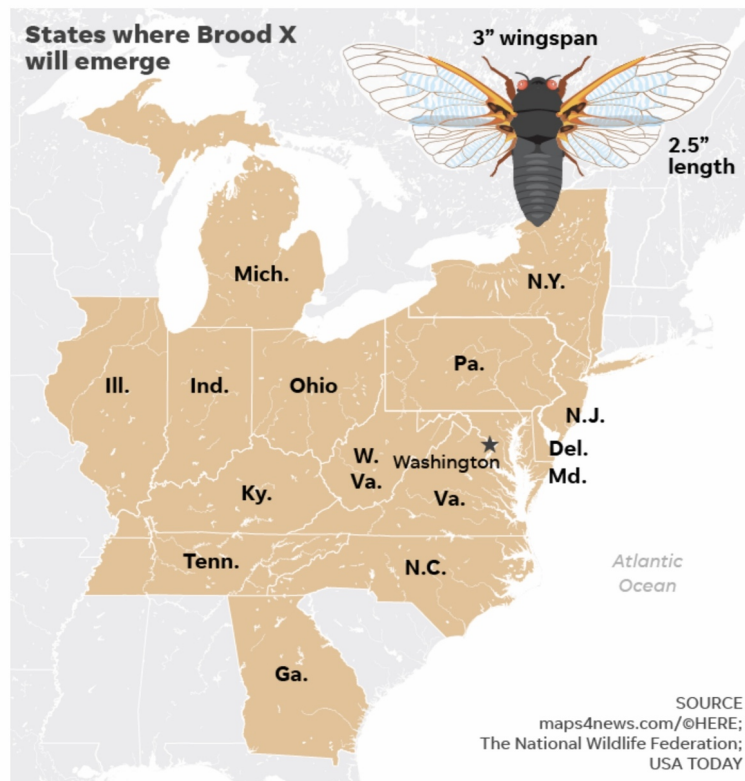 States where Brood X
will emerge
3” wingspan
2.5”
length
Mich.
N.Y.
Pa.
Ill.
Ind.
Ohio
N.J.
Del.
Md.
W.
Va.
Washington
Va.
Ky.
Tenn.
N.C.
Atlantic
Ocean
Ga.
SOURCE
maps4news.com/©HERE;
The National Wildlife Federation;
USA TODAY